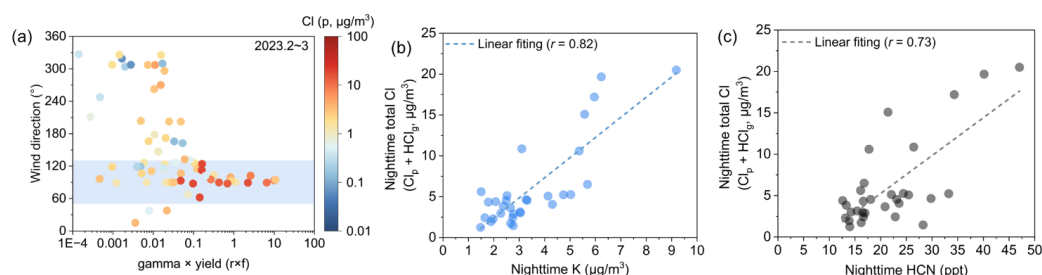 (a)
Cl (p, µg/m³)
2023.2~3
360
300
240
180
120
60
0
Wind direction (°)
1E−4 0.001 0.01 0.1 1 10 100
gamma × yield (r×f)
100
10
1
0.1
0.01
(b)
Linear fiting (r = 0.82)
25
20
15
10
5
0
Nighttime total Cl
(Clp + HClg, µg/m³)
0 1 2 3 4 5 6 7 8 9 10
Nighttime K (µg/m³)
(c)
Linear fitting (r = 0.73)
25
20
15
10
5
0
Nighttime total Cl
(Clp + HClg, µg/m³)
0 5 10 15 20 25 30 35 40 45 50
Nighttime HCN (ppt)